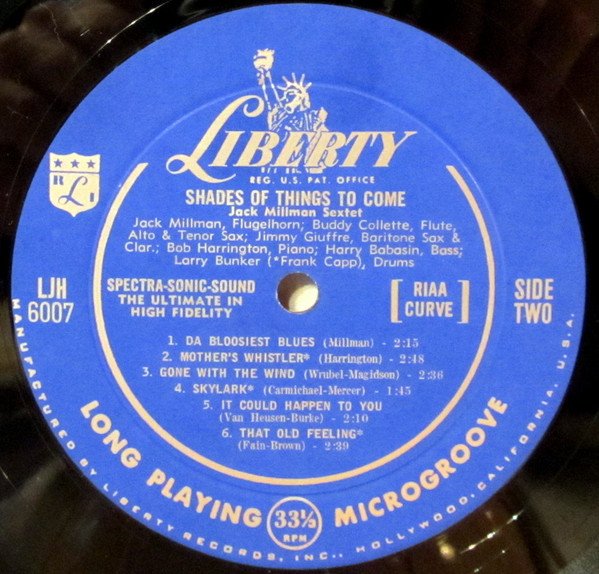 LIBERTY
REG. U.S. PAT. OFFICE
R L I
SHADES OF THINGS TO COME
Jack Millman Sextet
Jack Millman, Flugelhorn; Buddy Collette, Flute,
Alto & Tenor Sax; Jimmy Giuffre, Baritone Sax &
Clar.; Bob Harrington, Piano; Harry Babasin, Bass;
Larry Bunker (*Frank Capp), Drums
LJH
6007
SPECTRA-SONIC-SOUND
THE ULTIMATE IN
HIGH FIDELITY
[ RIAA
CURVE ]
SIDE
TWO
1. DA BLOOSIEST BLUES (Millman) - 2:15
2. MOTHER'S WHISTLER* (Harrington) - 2:48
3. GONE WITH THE WIND (Wrubel-Magidson) - 2:36
4. SKYLARK* (Carmichael-Mercer) - 1:45
5. IT COULD HAPPEN TO YOU
(Van Heusen-Burke) - 2:10
6. THAT OLD FEELING*
(Fain-Brown) - 2:39
LONG PLAYING 33⅓ RPM MICROGROOVE
MANUFACTURED BY LIBERTY RECORDS, INC., HOLLYWOOD, CALIFORNIA, U.S.A.